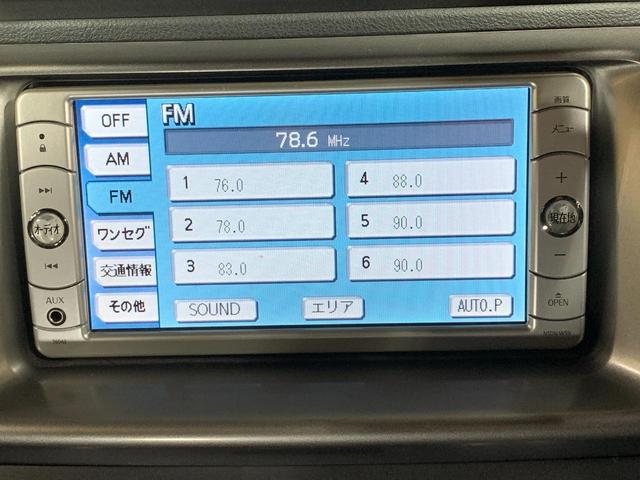 OFF
AM
FM
ワンセグ
交通情報
その他
FM
78.6 MHz
1 76.0
2 78.0
3 83.0
4 88.0
5 90.0
6 90.0
SOUND
エリア
AUTO.P
オーディオ
AUX
画質
メニュー
現在地
OPEN